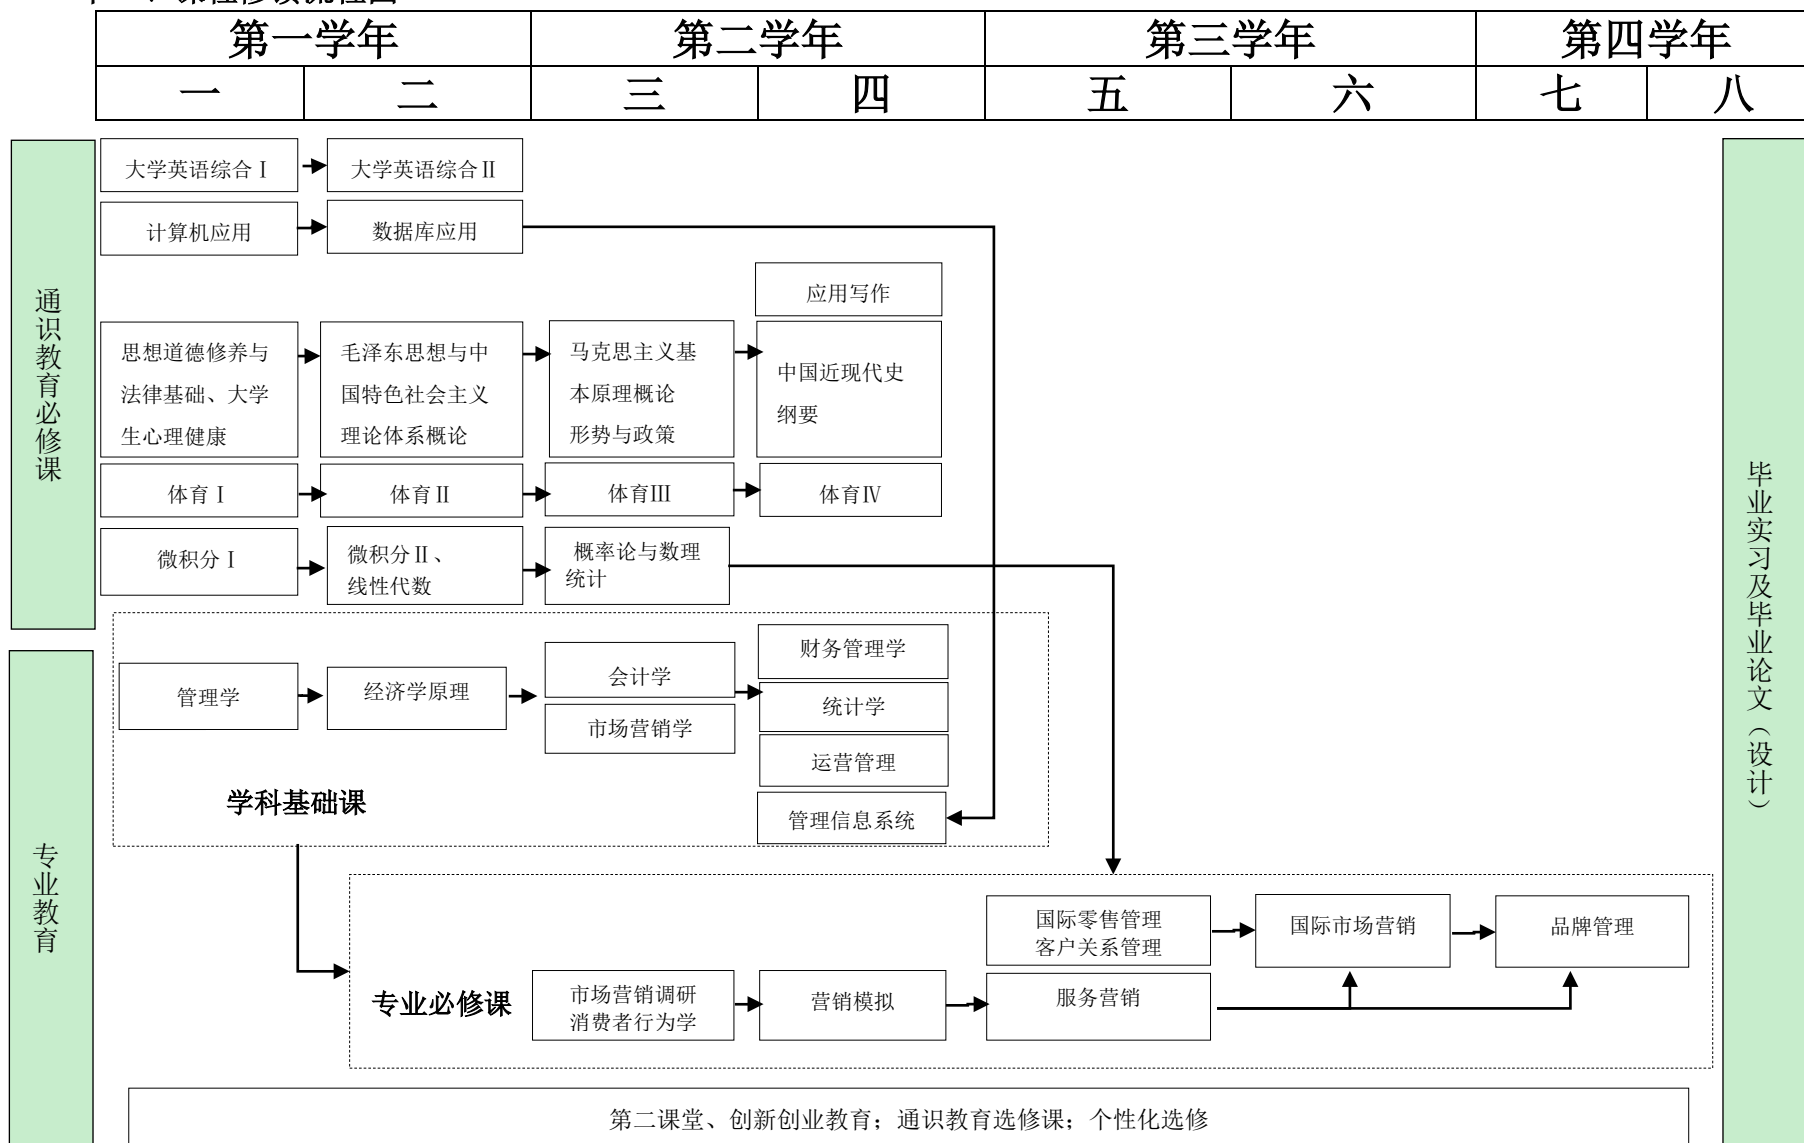 课程修读流程图
第一学年 第二学年 第三学年 第四学年
一 二 三 四 五 六 七 八
通识教育必修课
大学英语综合Ⅰ 大学英语综合Ⅱ
计算机应用 数据库应用
应用写作
思想道德修养与
法律基础、大学
生心理健康
毛泽东思想与中
国特色社会主义
理论体系概论
马克思主义基
本原理概论
形势与政策
中国近现代史
纲要
体育Ⅰ 体育Ⅱ 体育Ⅲ 体育Ⅳ
微积分Ⅰ
微积分Ⅱ、
线性代数
概率论与数理
统计
专业教育
管理学 经济学原理
会计学
市场营销学
财务管理学
统计学
运营管理
管理信息系统
学科基础课
专业必修课
市场营销调研
消费者行为学
营销模拟
国际零售管理
客户关系管理
服务营销
国际市场营销
品牌管理
第二课堂、创新创业教育；通识教育选修课；个性化选修
毕业实习及毕业论文（设计）